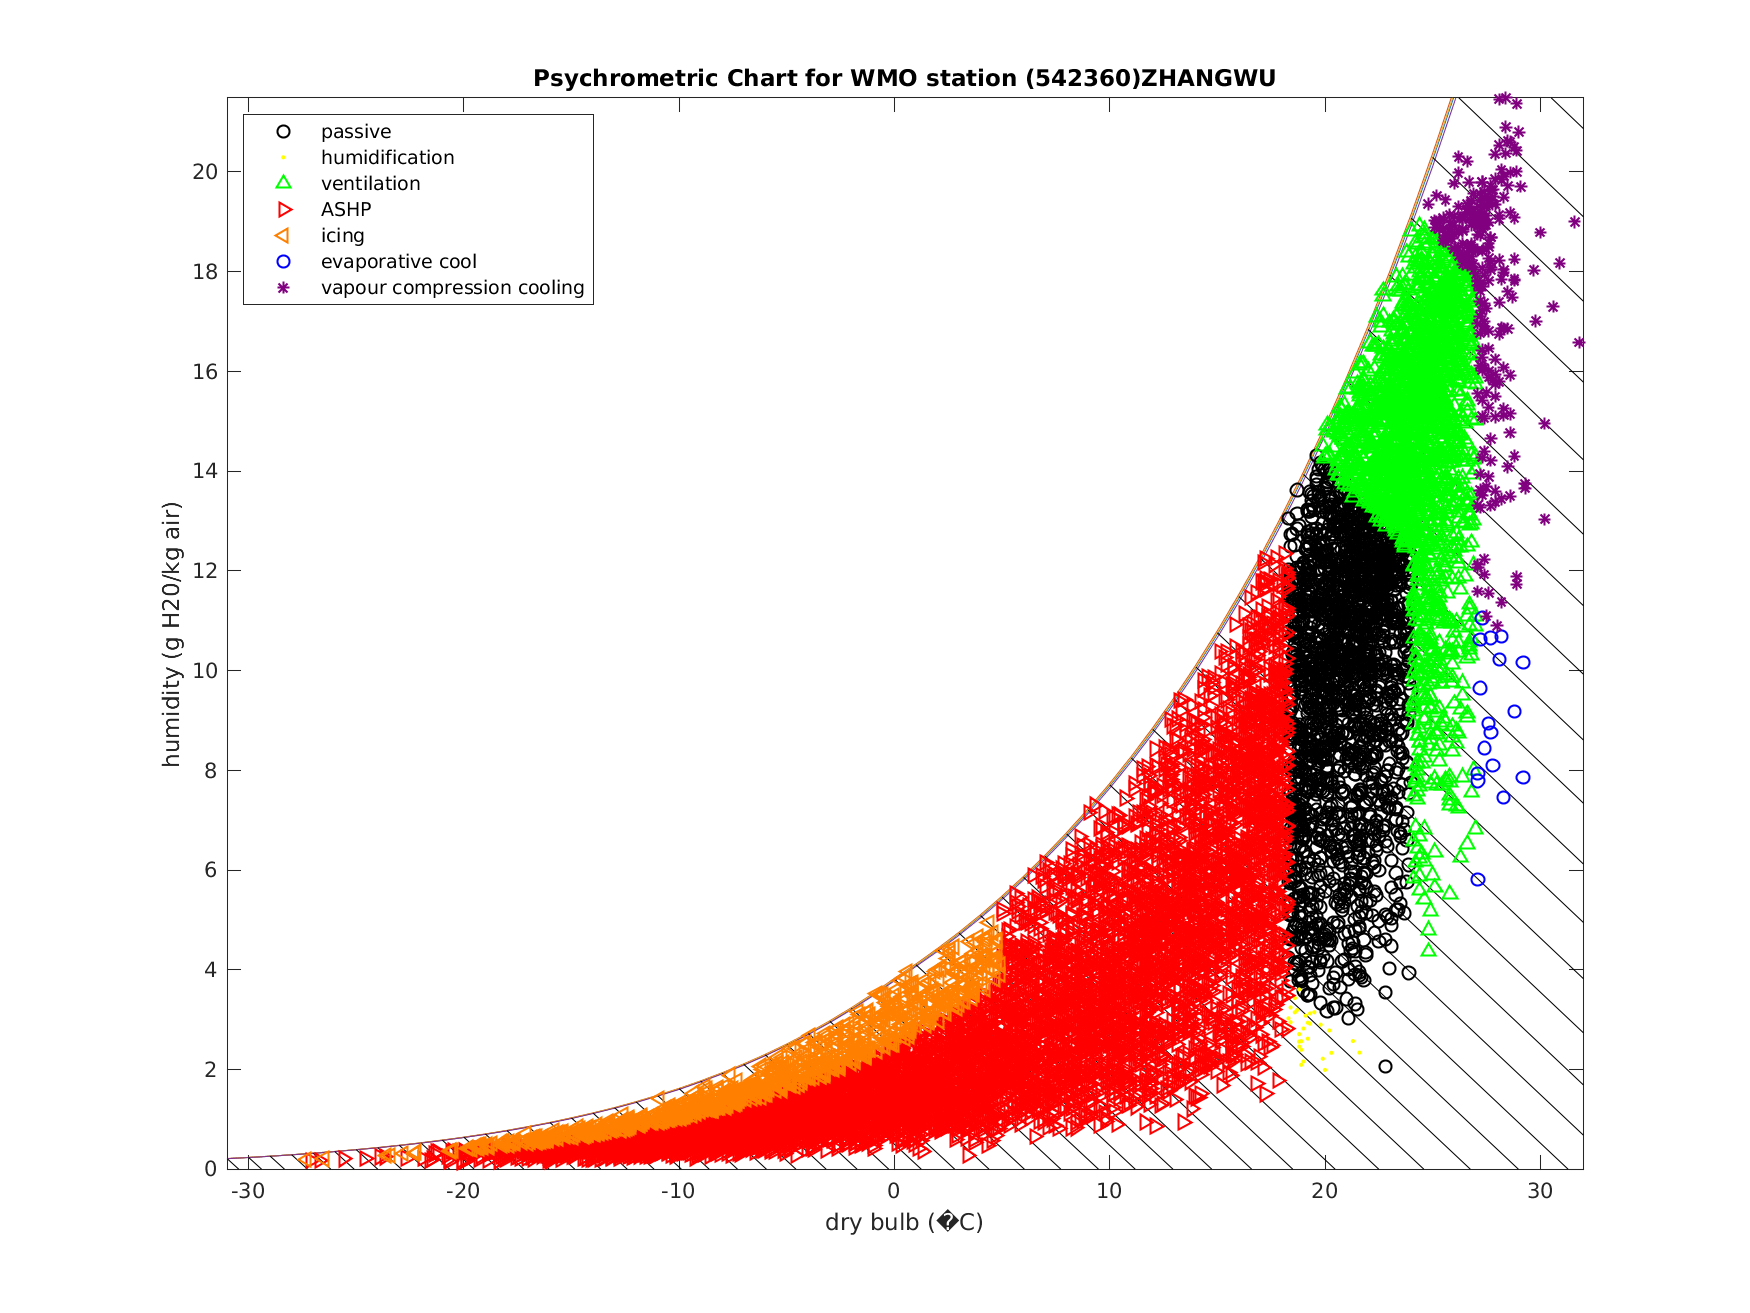 Psychrometric Chart for WMO station (542360)ZHANGWU
passive
humidification
ventilation
ASHP
icing
evaporative cool
vapour compression cooling
humidity (g H20/kg air)
20
18
16
14
12
10
8
6
4
2
0
-30 -20 -10 0 10 20 30
dry bulb (�C)